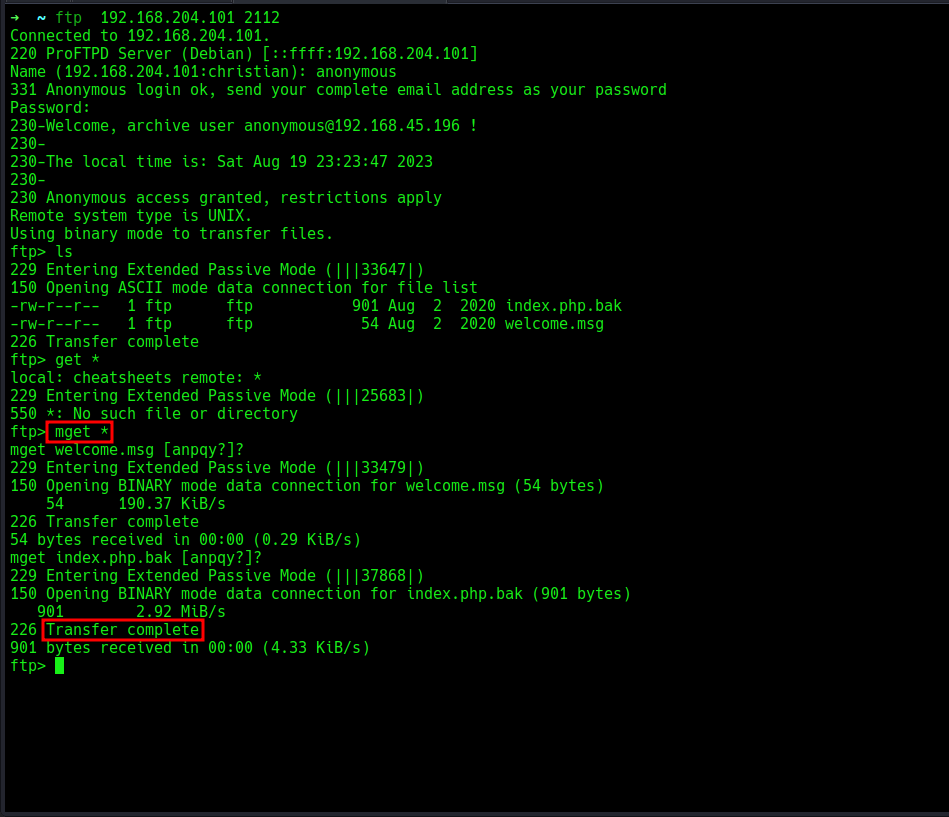 →  ~ ftp  192.168.204.101 2112
Connected to 192.168.204.101.
220 ProFTPD Server (Debian) [::ffff:192.168.204.101]
Name (192.168.204.101:christian): anonymous
331 Anonymous login ok, send your complete email address as your password
Password:
230-Welcome, archive user anonymous@192.168.45.196 !
230-
230-The local time is: Sat Aug 19 23:23:47 2023
230-
230 Anonymous access granted, restrictions apply
Remote system type is UNIX.
Using binary mode to transfer files.
ftp> ls
229 Entering Extended Passive Mode (|||33647|)
150 Opening ASCII mode data connection for file list
-rw-r--r--   1 ftp      ftp           901 Aug  2  2020 index.php.bak
-rw-r--r--   1 ftp      ftp            54 Aug  2  2020 welcome.msg
226 Transfer complete
ftp> get *
local: cheatsheets remote: *
229 Entering Extended Passive Mode (|||25683|)
550 *: No such file or directory
ftp> mget *
mget welcome.msg [anpqy?]?
229 Entering Extended Passive Mode (|||33479|)
150 Opening BINARY mode data connection for welcome.msg (54 bytes)
    54      190.37 KiB/s
226 Transfer complete
54 bytes received in 00:00 (0.29 KiB/s)
mget index.php.bak [anpqy?]?
229 Entering Extended Passive Mode (|||37868|)
150 Opening BINARY mode data connection for index.php.bak (901 bytes)
   901        2.92 MiB/s
226 Transfer complete
901 bytes received in 00:00 (4.33 KiB/s)
ftp>